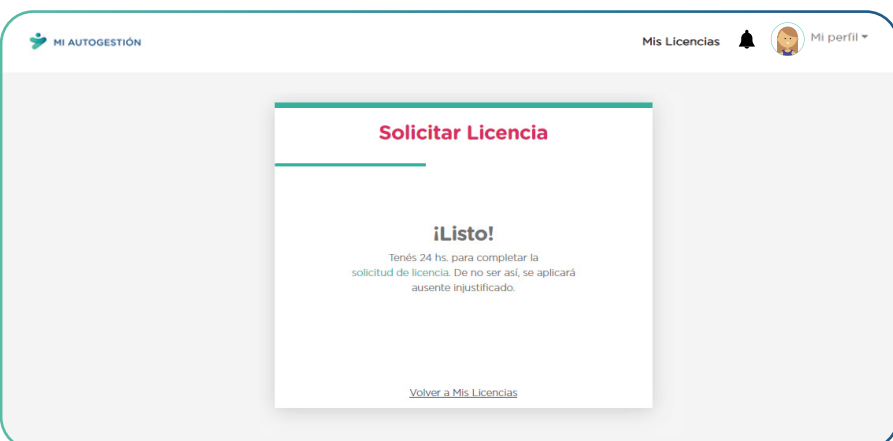 MI AUTOGESTIÓN
Mis Licencias
Mi perfil
Solicitar Licencia
¡Listo!
Tenés 24 hs. para completar la
solicitud de licencia. De no ser así, se aplicará
ausente injustificado.
Volver a Mis Licencias